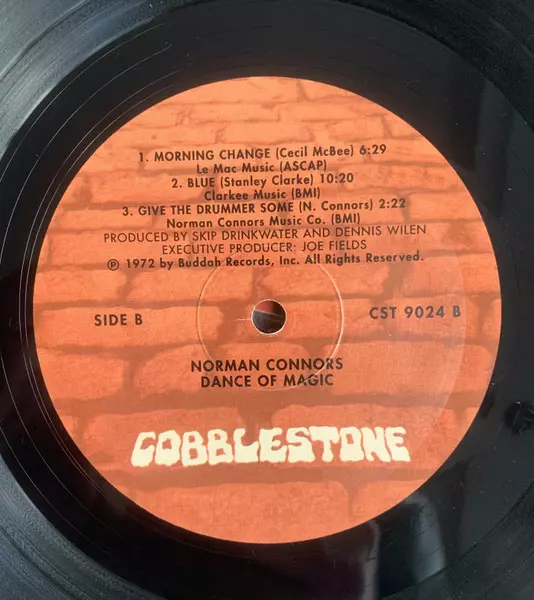 1. MORNING CHANGE (Cecil McBee) 6:29
Le Mac Music (ASCAP)
2. BLUE (Stanley Clarke) 10:20
Clarkee Music (BMI)
3. GIVE THE DRUMMER SOME (N. Connors) 2:22
Norman Connors Music Co. (BMI)
PRODUCED BY SKIP DRINKWATER AND DENNIS WILEN
EXECUTIVE PRODUCER: JOE FIELDS
℗ 1972 by Buddah Records, Inc. All Rights Reserved.
SIDE B
CST 9024 B
NORMAN CONNORS
DANCE OF MAGIC
COBBLESTONE